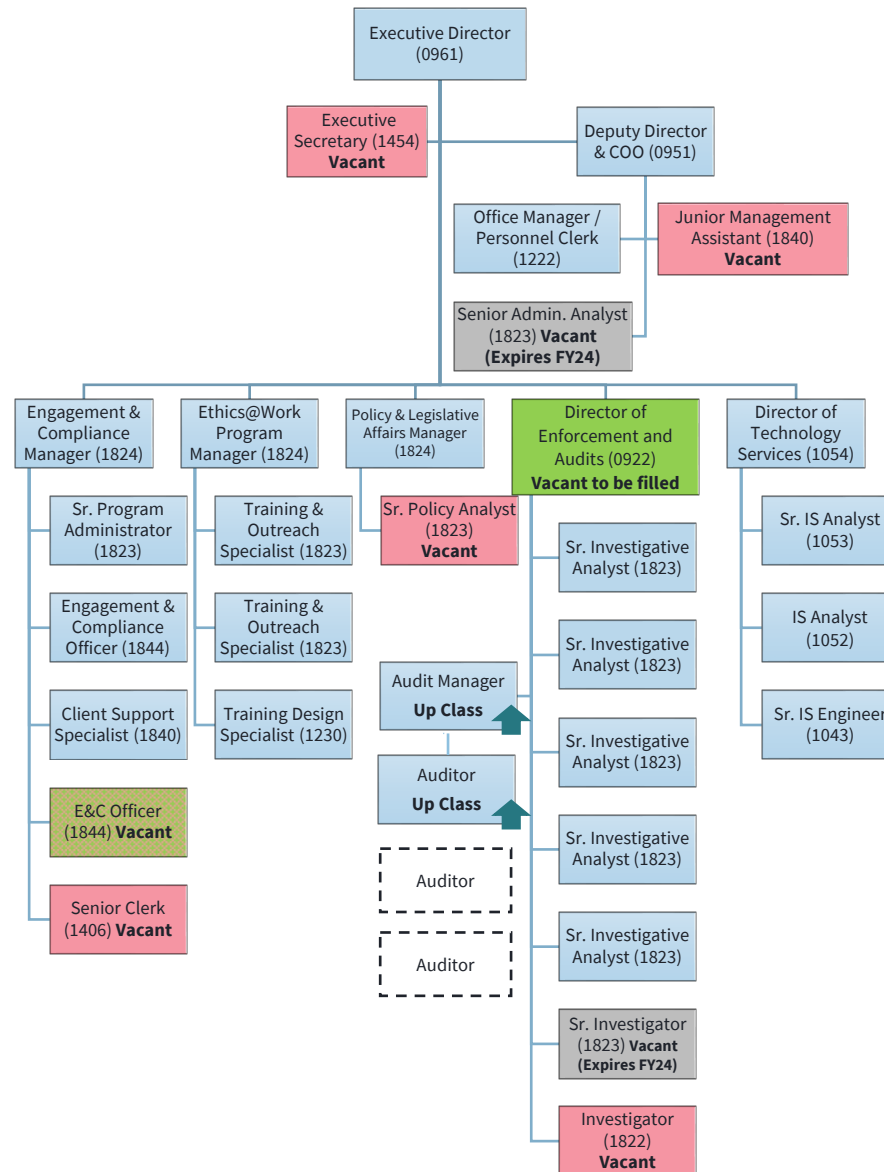 Executive Director
(0961)
Executive
Secretary (1454)
Vacant
Deputy Director
& COO (0951)
Office Manager /
Personnel Clerk
(1222)
Junior Management
Assistant (1840)
Vacant
Senior Admin. Analyst
(1823) Vacant
(Expires FY24)
Engagement &
Compliance
Manager (1824)
Sr. Program
Administrator
(1823)
Engagement &
Compliance
Officer (1844)
Client Support
Specialist (1840)
E&C Officer
(1844) Vacant
Senior Clerk
(1406) Vacant
Ethics@Work
Program
Manager (1824)
Training &
Outreach
Specialist (1823)
Training &
Outreach
Specialist (1823)
Training Design
Specialist (1230)
Policy & Legislative
Affairs Manager
(1824)
Sr. Policy Analyst
(1823)
Vacant
Director of
Enforcement and
Audits (0922)
Vacant to be filled
Audit Manager
Up Class
Auditor
Up Class
Auditor
Auditor
Sr. Investigative
Analyst (1823)
Sr. Investigative
Analyst (1823)
Sr. Investigative
Analyst (1823)
Sr. Investigative
Analyst (1823)
Sr. Investigative
Analyst (1823)
Sr. Investigator
(1823) Vacant
(Expires FY24)
Investigator
(1822)
Vacant
Director of
Technology
Services (1054)
Sr. IS Analyst
(1053)
IS Analyst
(1052)
Sr. IS Engineer
(1043)